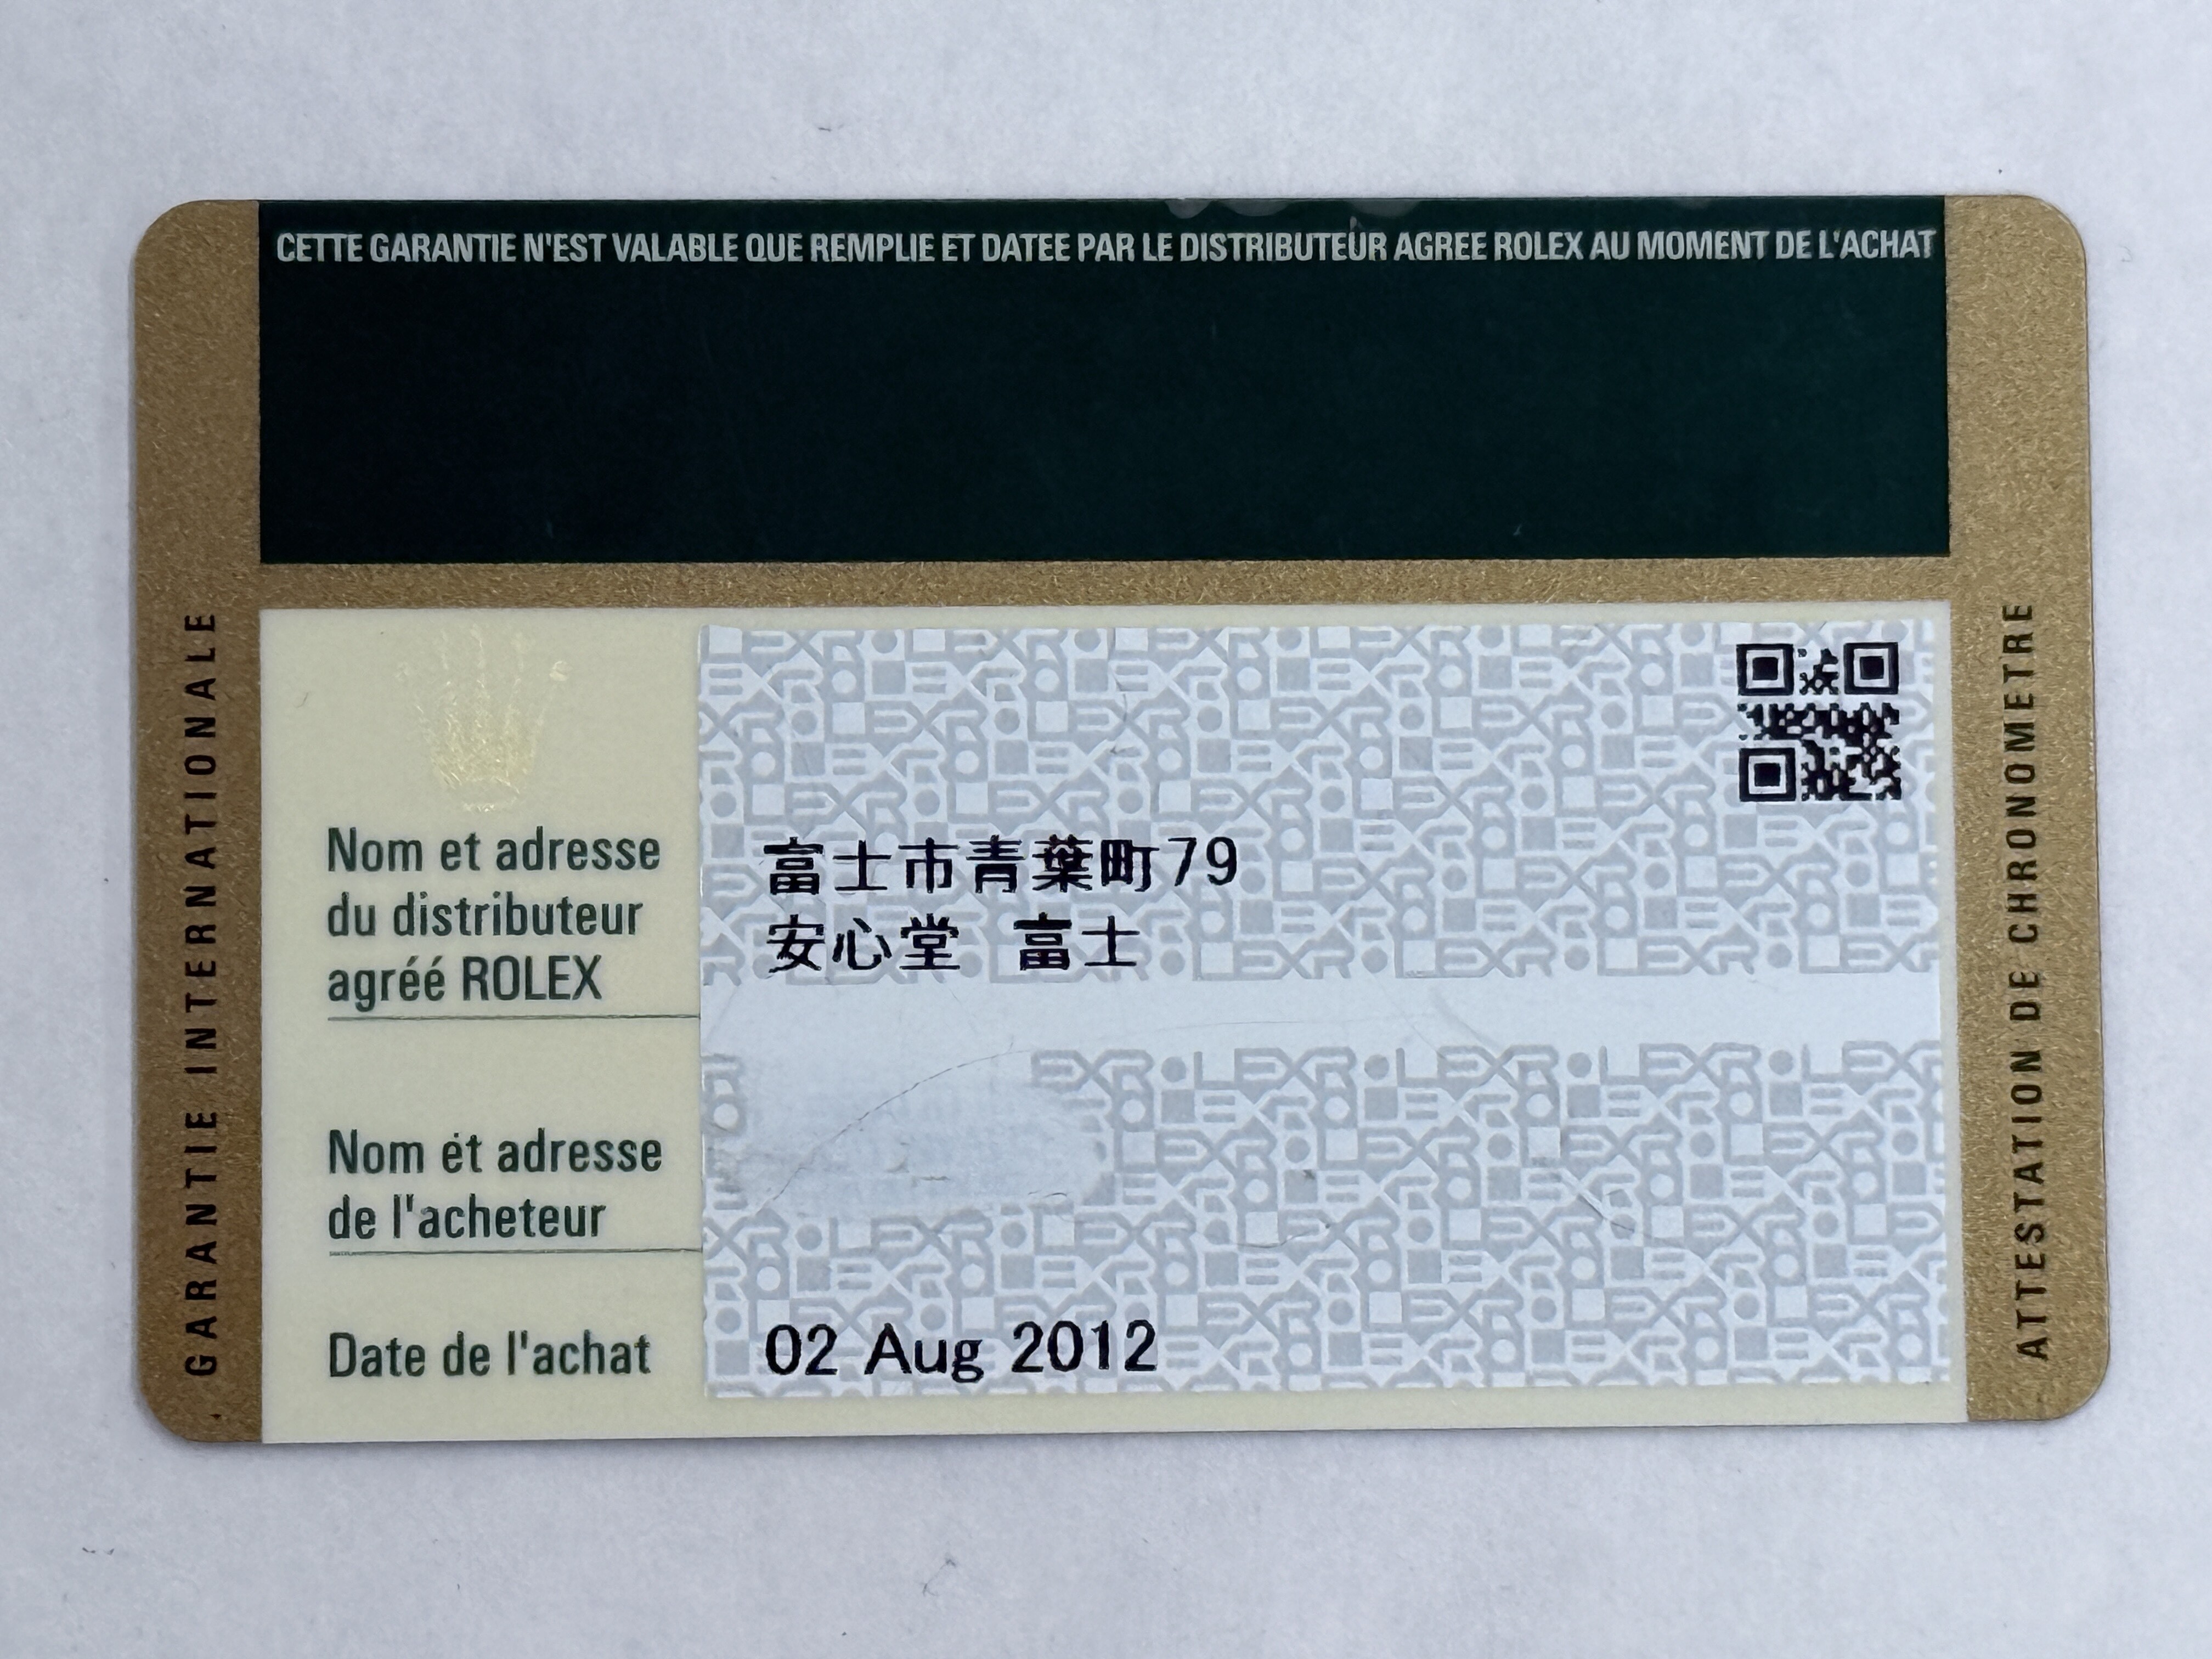 CETTE GARANTIE N'EST VALABLE QUE REMPLIE ET DATEE PAR LE DISTRIBUTEUR AGREE ROLEX AU MOMENT DE L'ACHAT
GARANTIE INTERNATIONALE
Nom et adresse
du distributeur
agréé ROLEX
富士市青葉町79
安心堂 富士
Nom et adresse
de l'acheteur
Date de l'achat
02 Aug 2012
ATTESTATION DE CHRONOMETRE